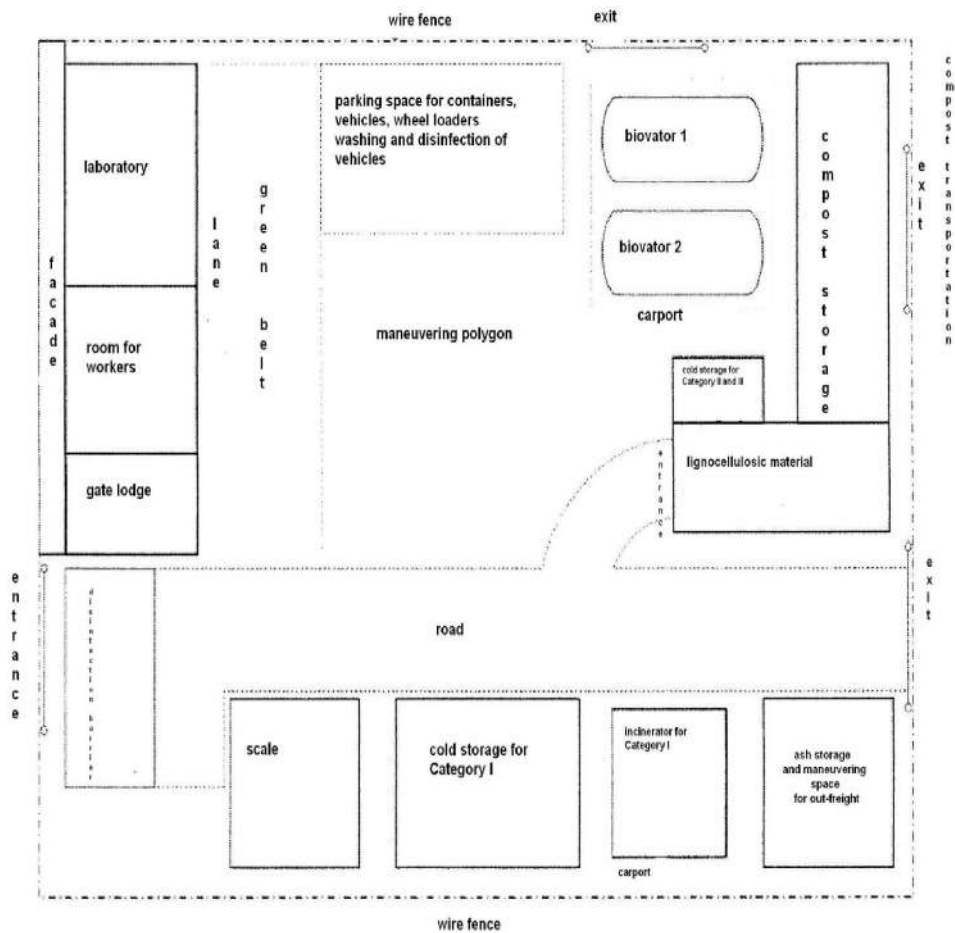 wire fence
exit
compost transportation
parking space for containers,
vehicles, wheel loaders
washing and disinfection of
vehicles
biovator 1
compost storage
exit
laboratory
lane
green belt
biovator 2
facade
carport
maneuvering polygon
room for
workers
cold storage for
Category II and III
gate lodge
entrance
lignocellulosic material
entrance
exit
road
scale
cold storage for
Category I
incinerator for
Category I
ash storage
and maneuvering
space
for out-freight
carport
wire fence